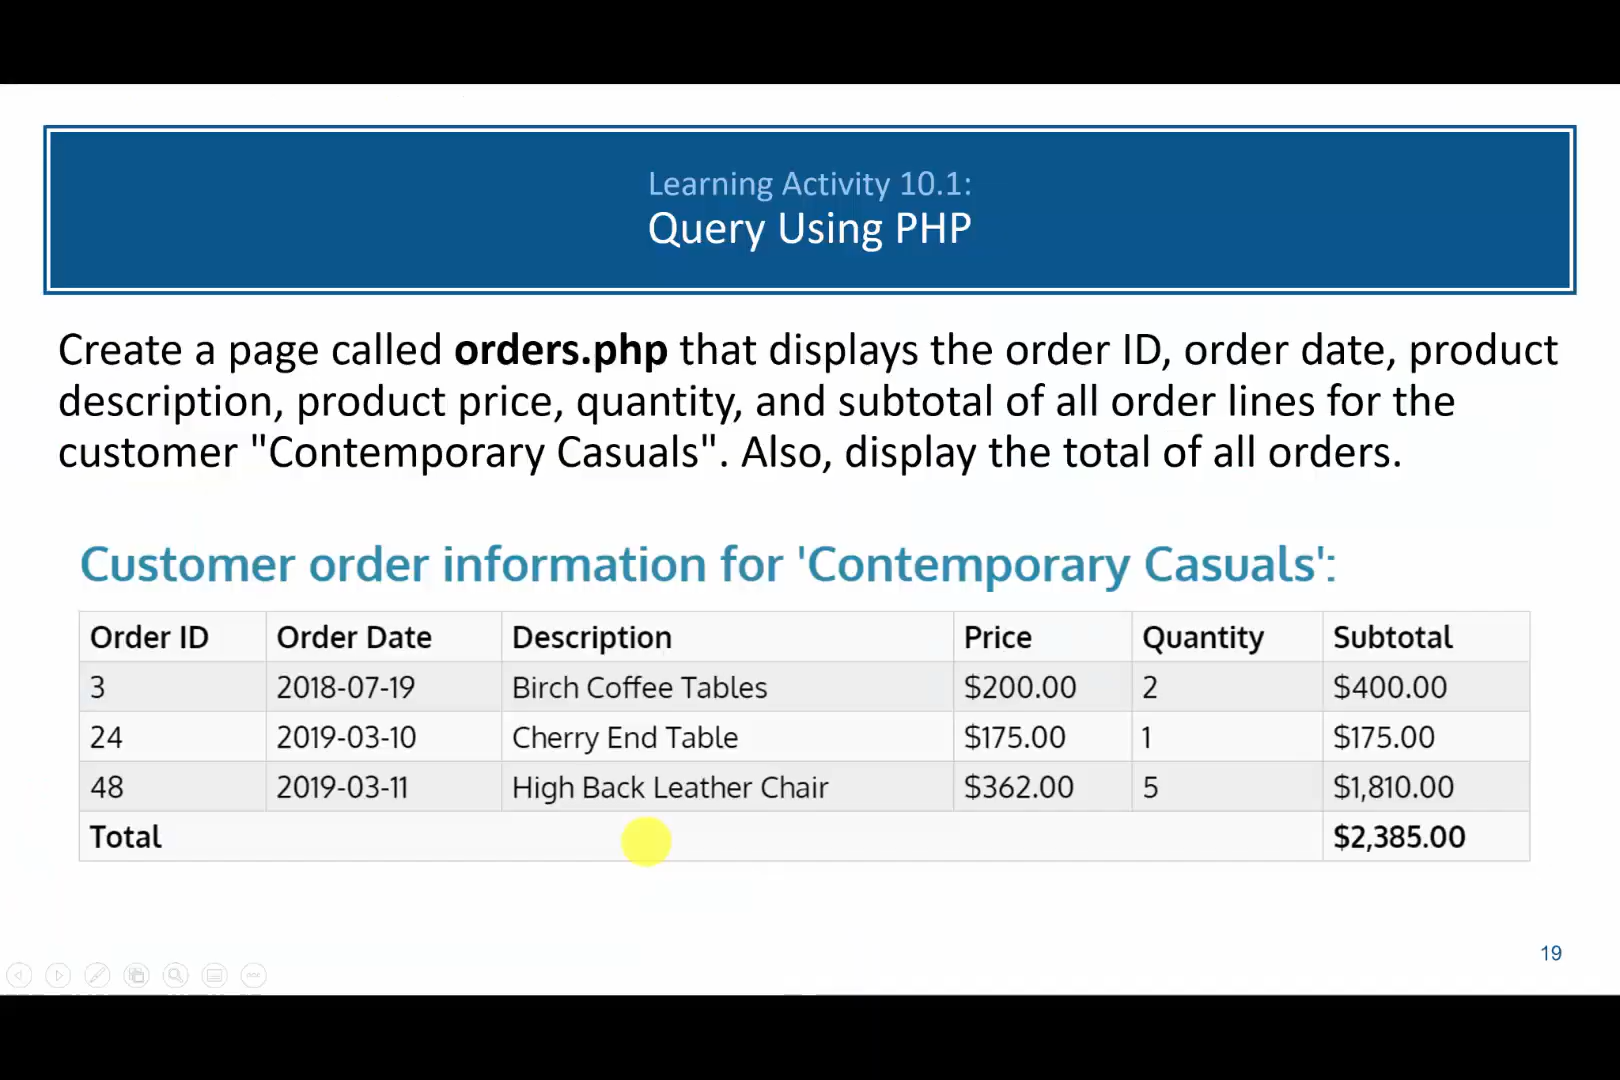 Learning Activity 10.1:
Query Using PHP
Create a page called orders.php that displays the order ID, order date, product
description, product price, quantity, and subtotal of all order lines for the
customer "Contemporary Casuals". Also, display the total of all orders.
Customer order information for 'Contemporary Casuals':
Order ID Order Date Description Price Quantity Subtotal
3 2018-07-19 Birch Coffee Tables $200.00 2 $400.00
24 2019-03-10 Cherry End Table $175.00 1 $175.00
48 2019-03-11 High Back Leather Chair $362.00 5 $1,810.00
Total $2,385.00
19